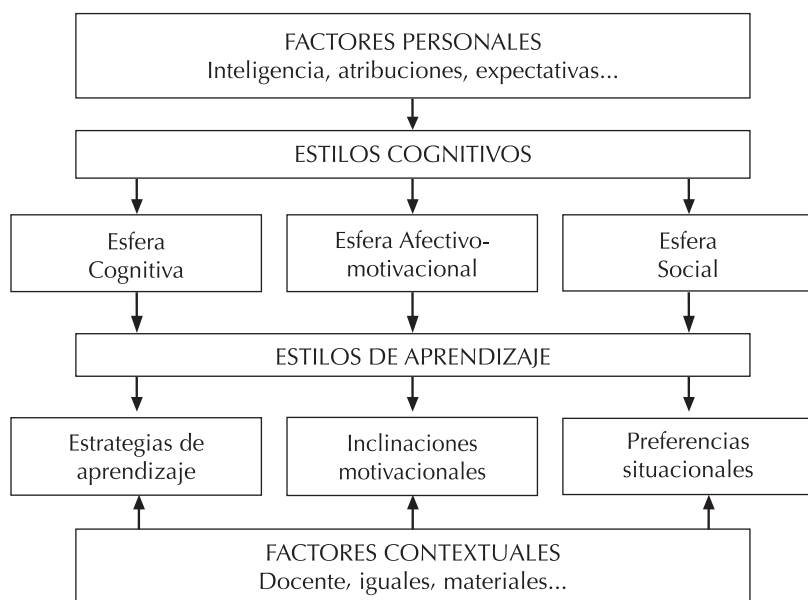 FACTORES PERSONALES
Inteligencia, atribuciones, expectativas...
ESTILOS COGNITIVOS
Esfera
Cognitiva
Esfera Afectivo-
motivacional
Esfera
Social
ESTILOS DE APRENDIZAJE
Estrategias de
aprendizaje
Inclinaciones
motivacionales
Preferencias
situacionales
FACTORES CONTEXTUALES
Docente, iguales, materiales...